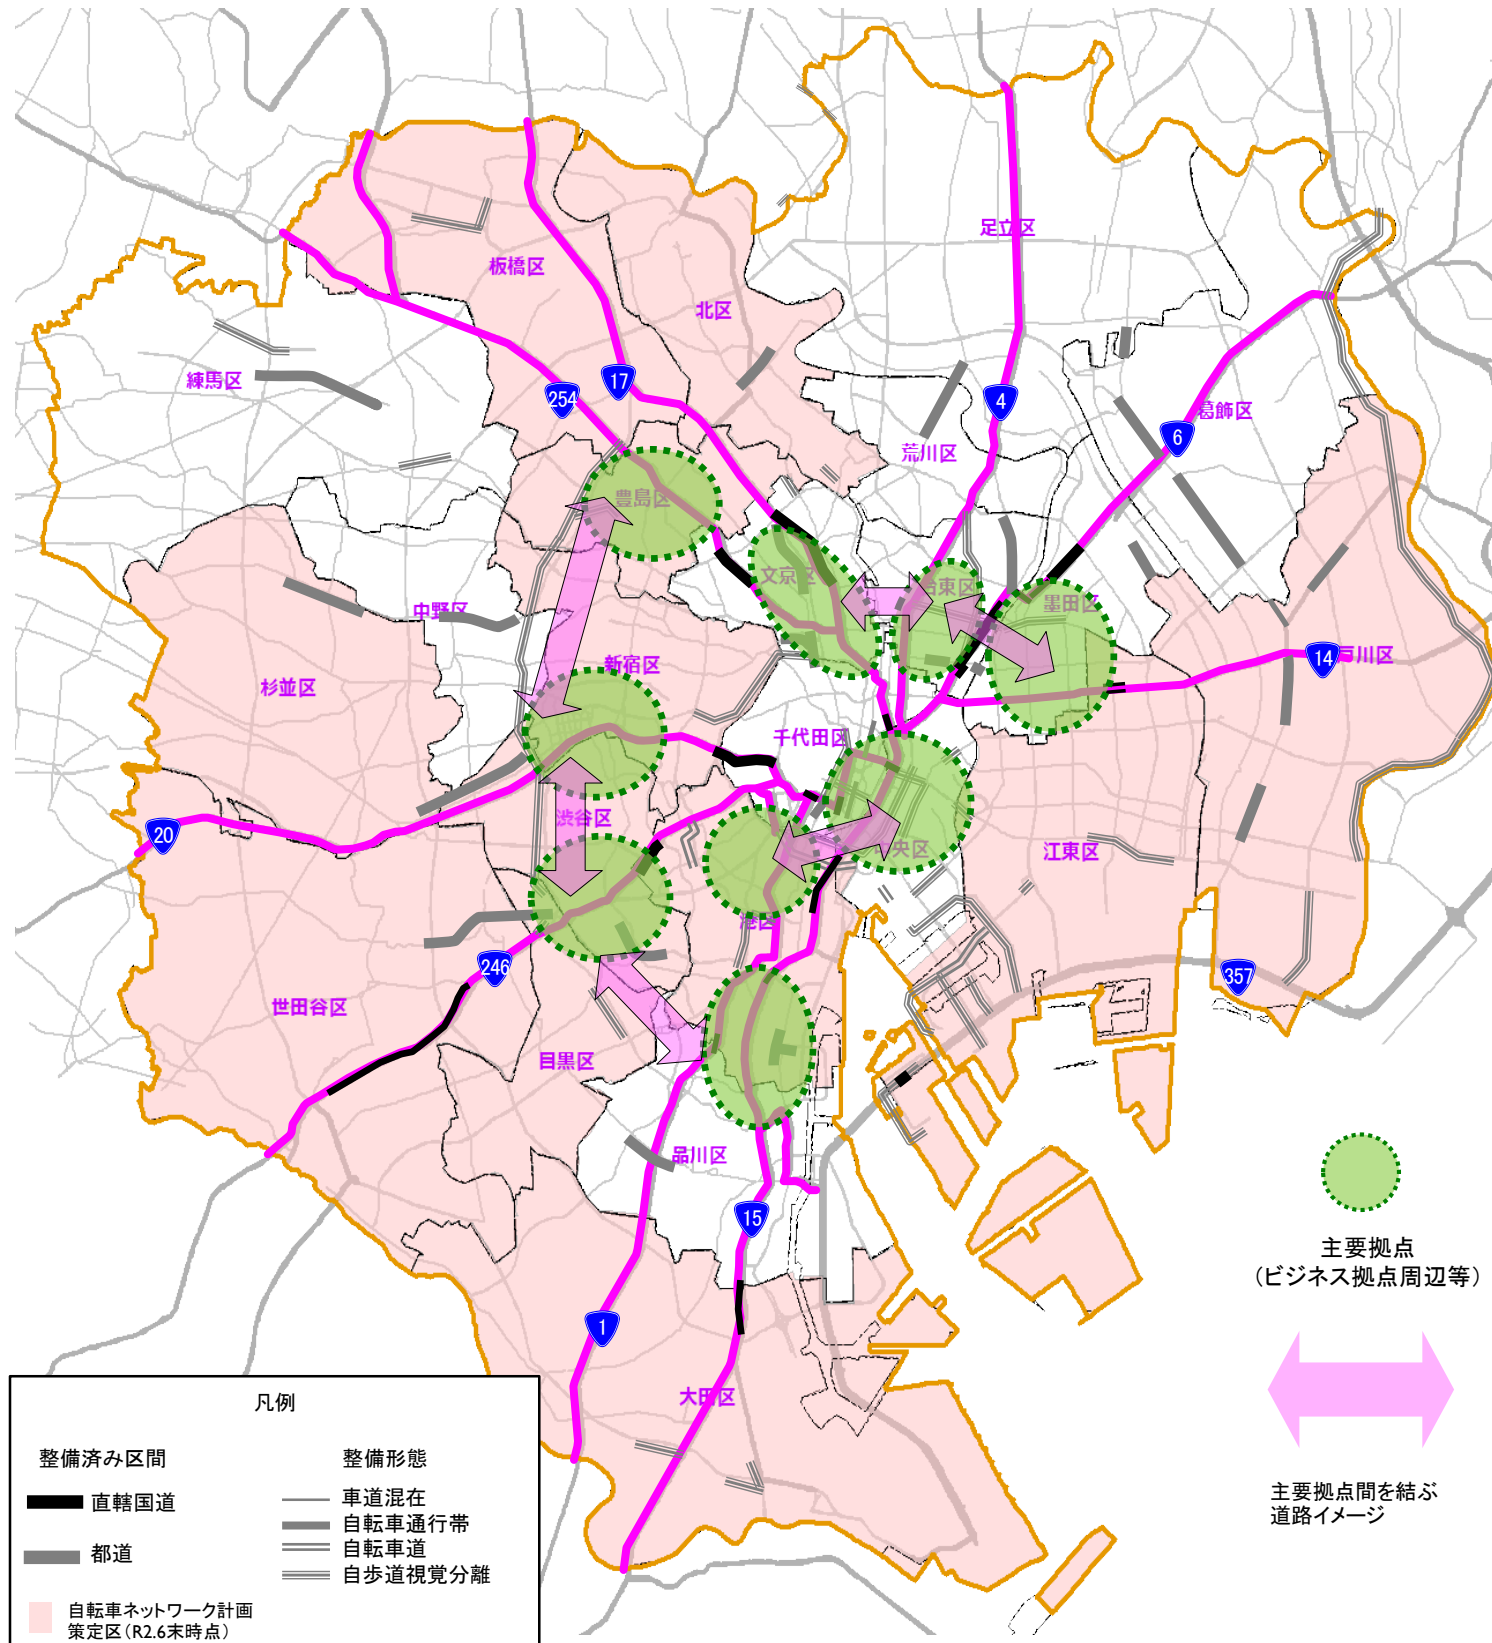 足立区
板橋区
北区
練馬区
17
254
4
葛飾区
6
荒川区
豊島区
文京区
台東区
墨田区
中野区
新宿区
14
戸川区
杉並区
千代田区
渋谷区
20
中央区
江東区
港区
246
357
世田谷区
目黒区
品川区
15
1
大田区
主要拠点
（ビジネス拠点周辺等）
主要拠点間を結ぶ
道路イメージ
凡例
整備済み区間
整備形態
直轄国道
車道混在
自転車通行帯
都道
自転車道
自歩道視覚分離
自転車ネットワーク計画
策定区（R2.6末時点）